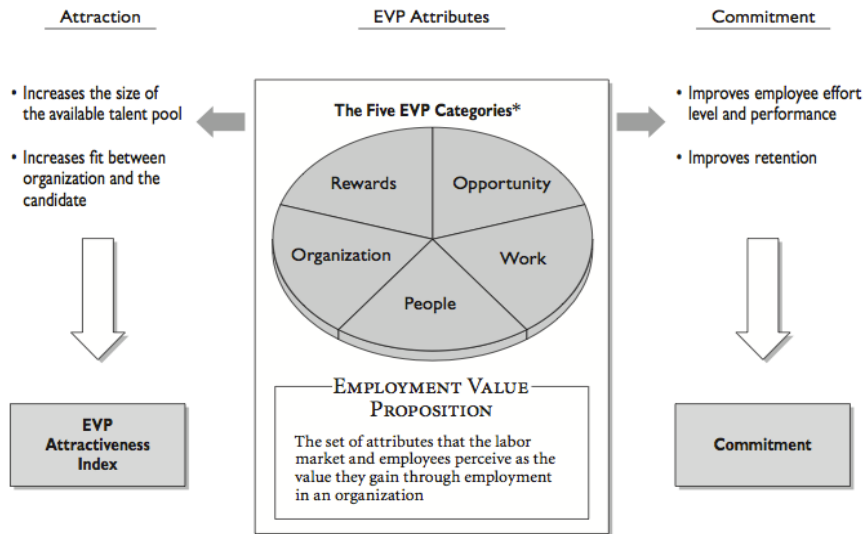 Attraction
EVP Attributes
Commitment
• Increases the size of
the available talent pool
• Increases fit between
organization and the
candidate
EVP
Attractiveness
Index
The Five EVP Categories*
Rewards
Opportunity
Organization
Work
People
EMPLOYMENT VALUE
PROPOSITION
The set of attributes that the labor
market and employees perceive as the
value they gain through employment
in an organization
• Improves employee effort
level and performance
• Improves retention
Commitment